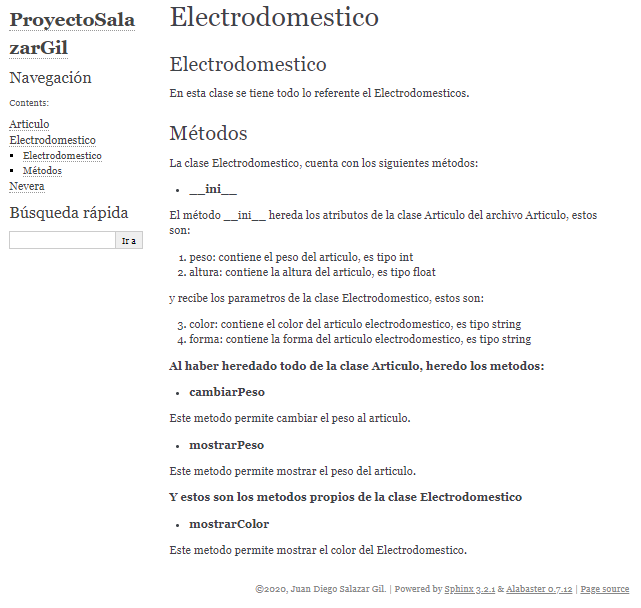 ProyectoSala
zarGil
Navegación
Contents:
Articulo
Electrodomestico
Electrodomestico
Métodos
Nevera
Búsqueda rápida
Ir a
Electrodomestico
Electrodomestico
En esta clase se tiene todo lo referente el Electrodomesticos.
Métodos
La clase Electrodomestico, cuenta con los siguientes métodos:
• __ini__
El método __ini__ hereda los atributos de la clase Articulo del archivo Articulo, estos
son:
1. peso: contiene el peso del articulo, es tipo int
2. altura: contiene la altura del articulo, es tipo float
y recibe los parametros de la clase Electrodomestico, estos son:
3. color: contiene el color del articulo electrodomestico, es tipo string
4. forma: contiene la forma del articulo electrodomestico, es tipo string
Al haber heredado todo de la clase Articulo, heredo los metodos:
• cambiarPeso
Este metodo permite cambiar el peso al articulo.
• mostrarPeso
Este metodo permite mostrar el peso del articulo.
Y estos son los metodos propios de la clase Electrodomestico
• mostrarColor
Este metodo permite mostrar el color del Electrodomestico.
©2020, Juan Diego Salazar Gil. | Powered by Sphinx 3.2.1 & Alabaster 0.7.12 | Page source